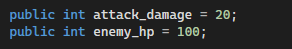 public int attack_damage = 20;
public int enemy_hp = 100;